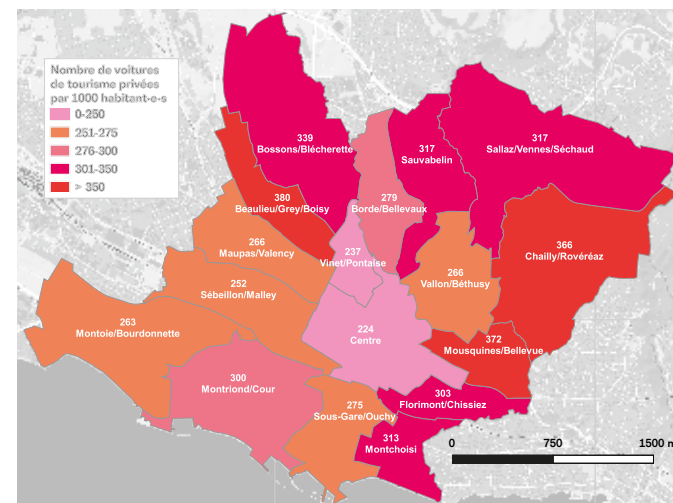 Nombre de voitures
de tourisme privées
par 1000 habitant-e-s
0-250
251-275
276-300
301-350
> 350
339
Bossons/Blécherette
317
Sauvabelin
317
Sallaz/Vennes/Séchaud
380
Beaulieu/Grey/Boisy
279
Borde/Bellevaux
266
Maupas/Valency
237
Vinet/Pontaise
366
Chailly/Rovéréaz
266
Vallon/Béthusy
252
Sébeillon/Malley
263
Montoie/Bourdonnette
224
Centre
372
Mousquines/Bellevue
300
Montriond/Cour
303
Florimont/Chissiez
275
Sous-Gare/Ouchy
313
Montchoisi
0 750 1500 m